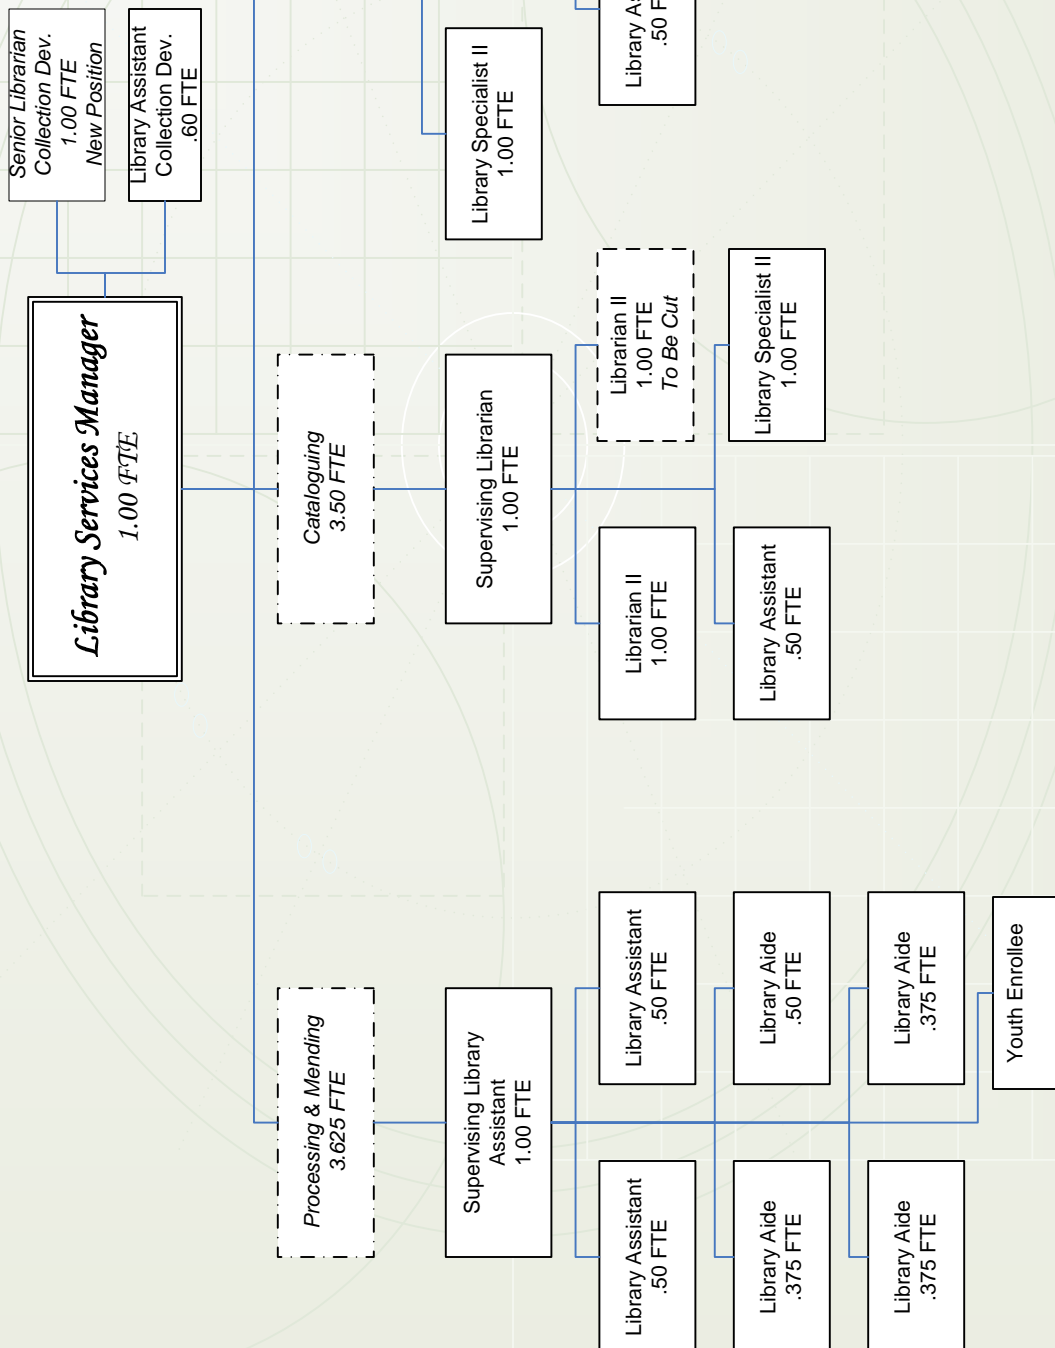 Library Services Manager
1.00 FTE
Senior Librarian
Collection Dev.
1.00 FTE
New Position
Library Assistant
Collection Dev.
.60 FTE
Processing & Mending
3.625 FTE
Cataloguing
3.50 FTE
Supervising Library
Assistant
1.00 FTE
Supervising Librarian
1.00 FTE
Library Specialist II
1.00 FTE
Library Assistant
.50 FTE
Library Assistant
.50 FTE
Librarian II
1.00 FTE
Librarian II
1.00 FTE
To Be Cut
Library
.50
Library Aide
.375 FTE
Library Aide
.50 FTE
Library Assistant
.50 FTE
Library Specialist II
1.00 FTE
Library Aide
.375 FTE
Library Aide
.375 FTE
Youth Enrollee